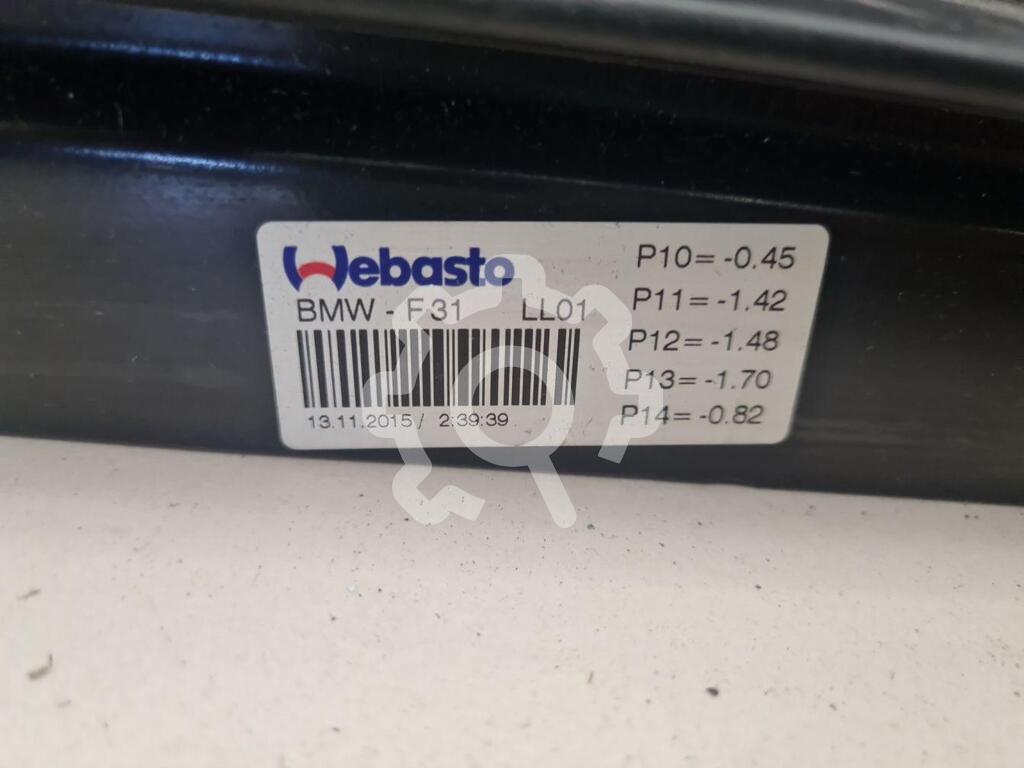 Webasto
BMW - F31 LL01
13.11.2015 / 2:39:39
P10= -0.45
P11= -1.42
P12= -1.48
P13= -1.70
P14= -0.82